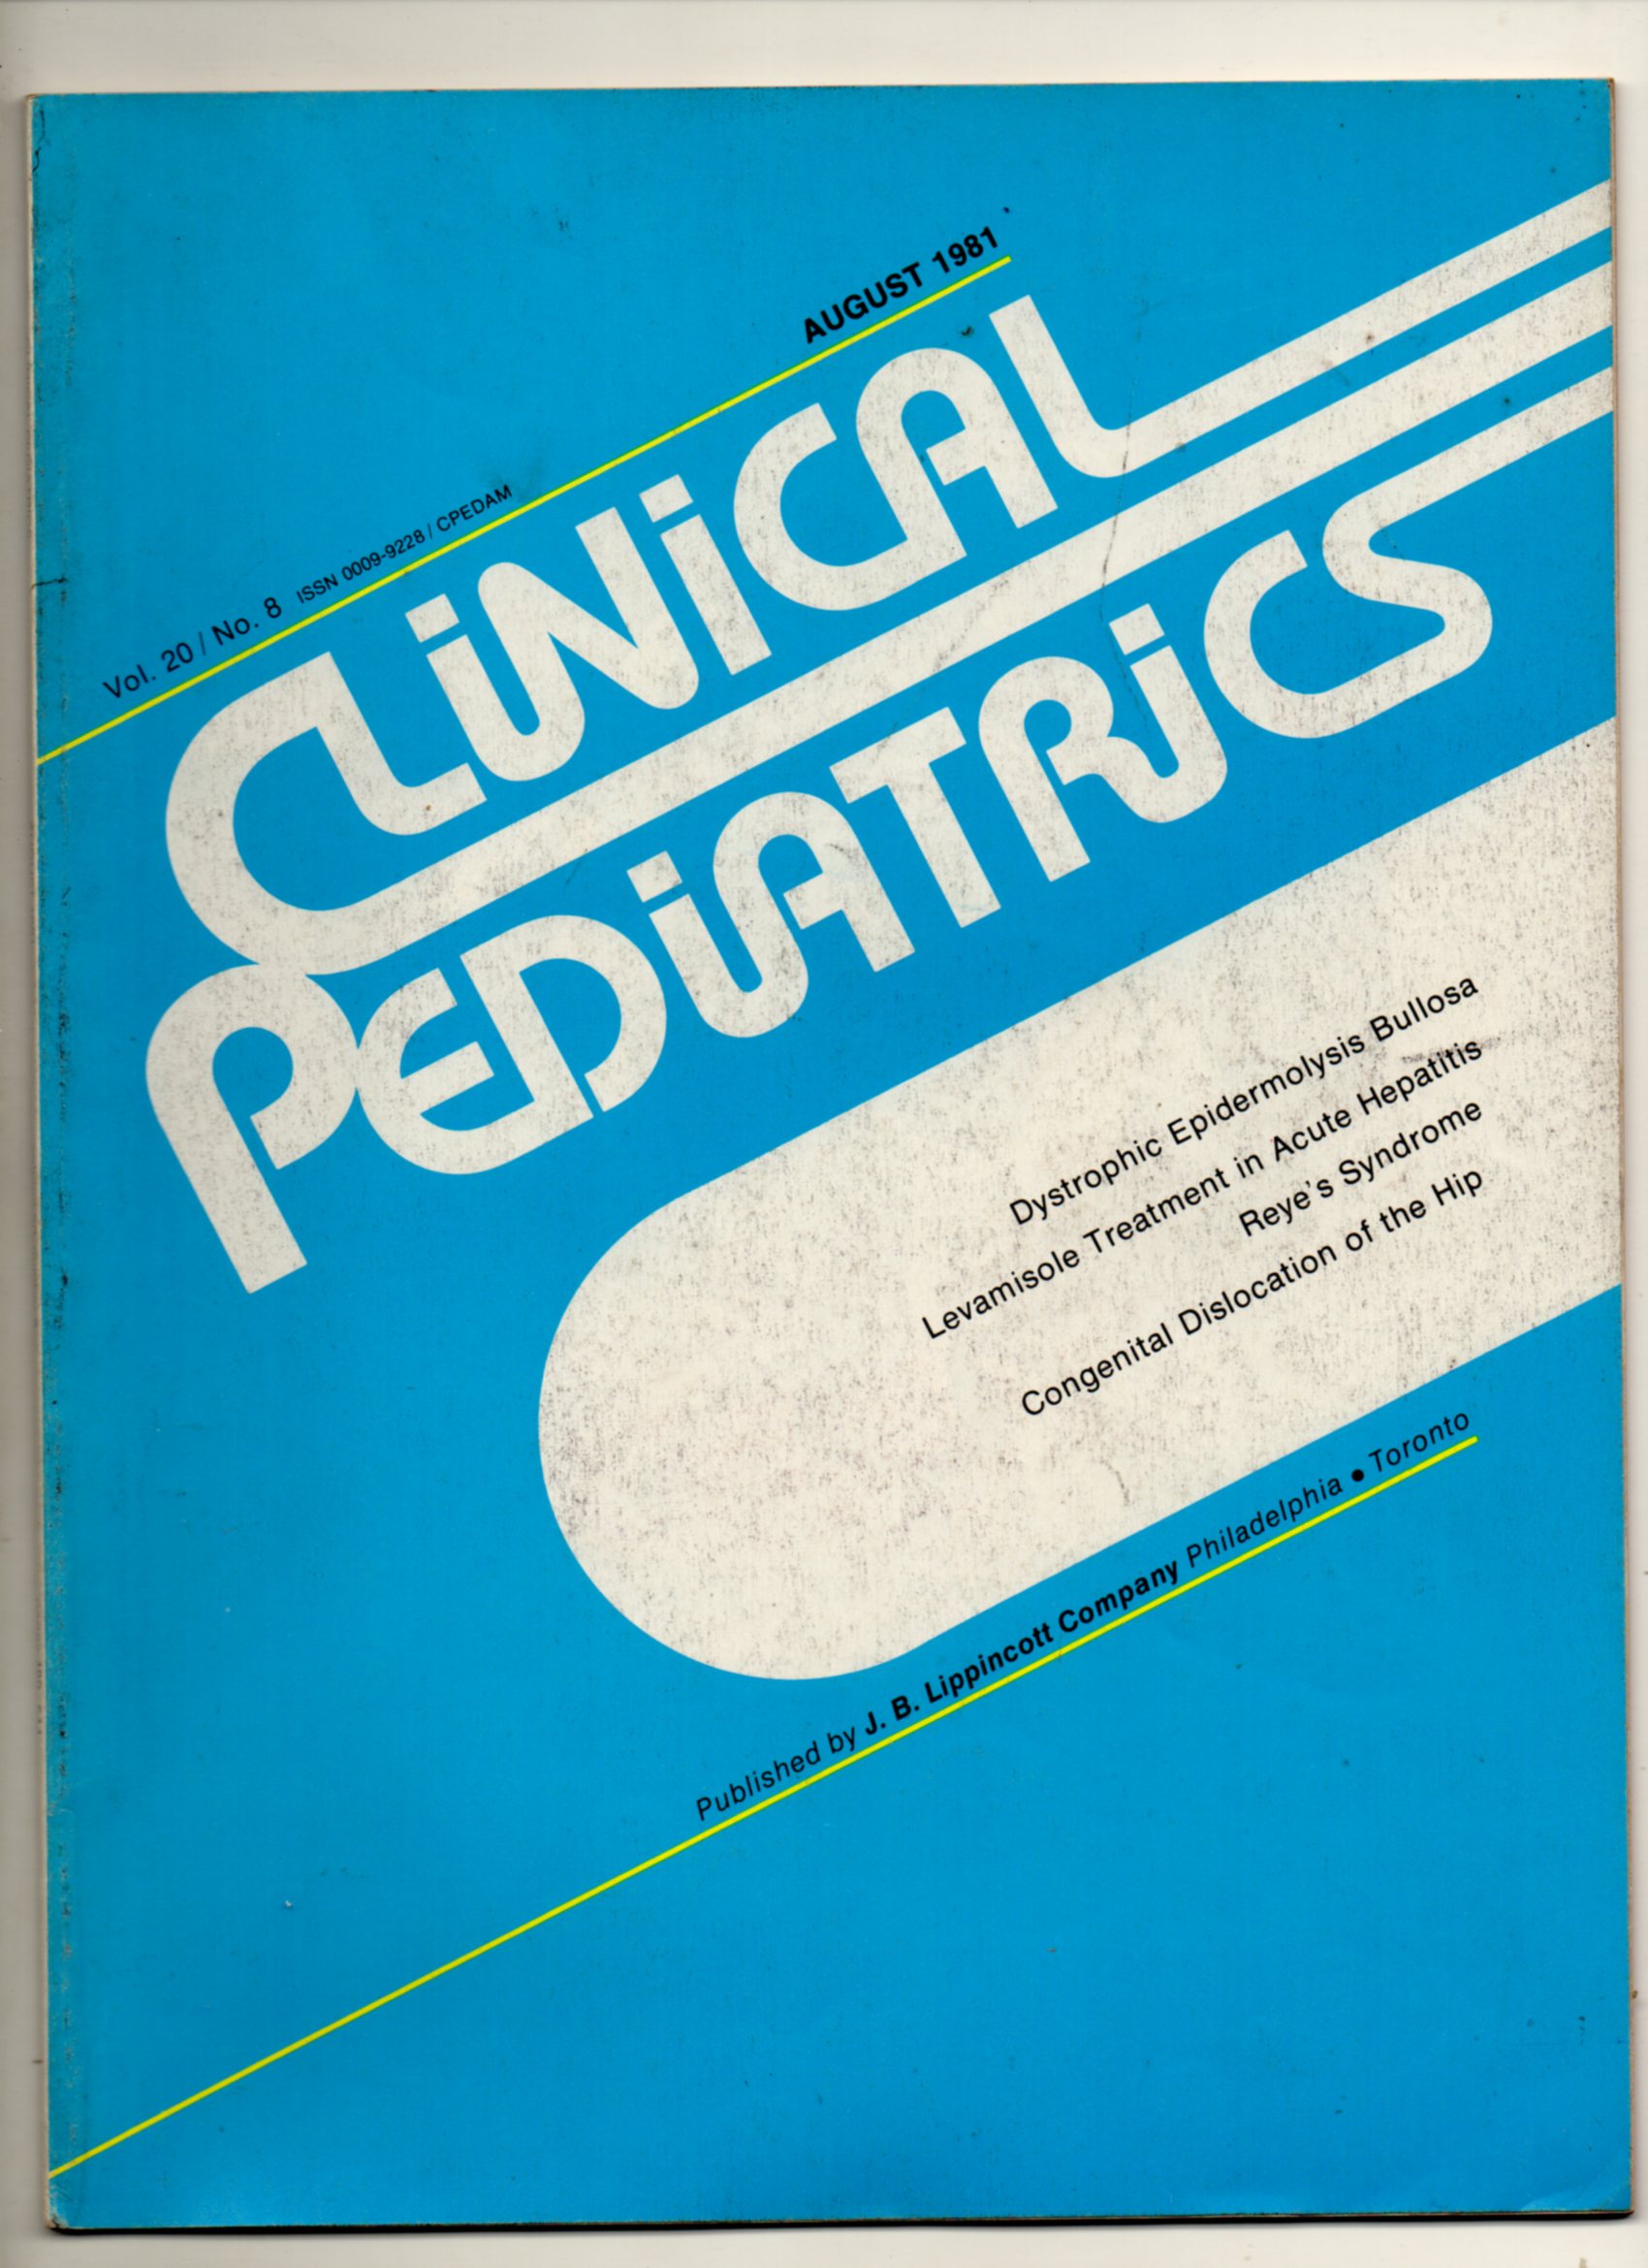 AUGUST 1981
Vol. 20 / No. 8 ISSN 0009-9228 / CPEDAM
CLiNiCAL
PEDiATRiCS
Dystrophic Epidermolysis Bullosa
Levamisole Treatment in Acute Hepatitis
Reye's Syndrome
Congenital Dislocation of the Hip
Published by J. B. Lippincott Company Philadelphia • Toronto